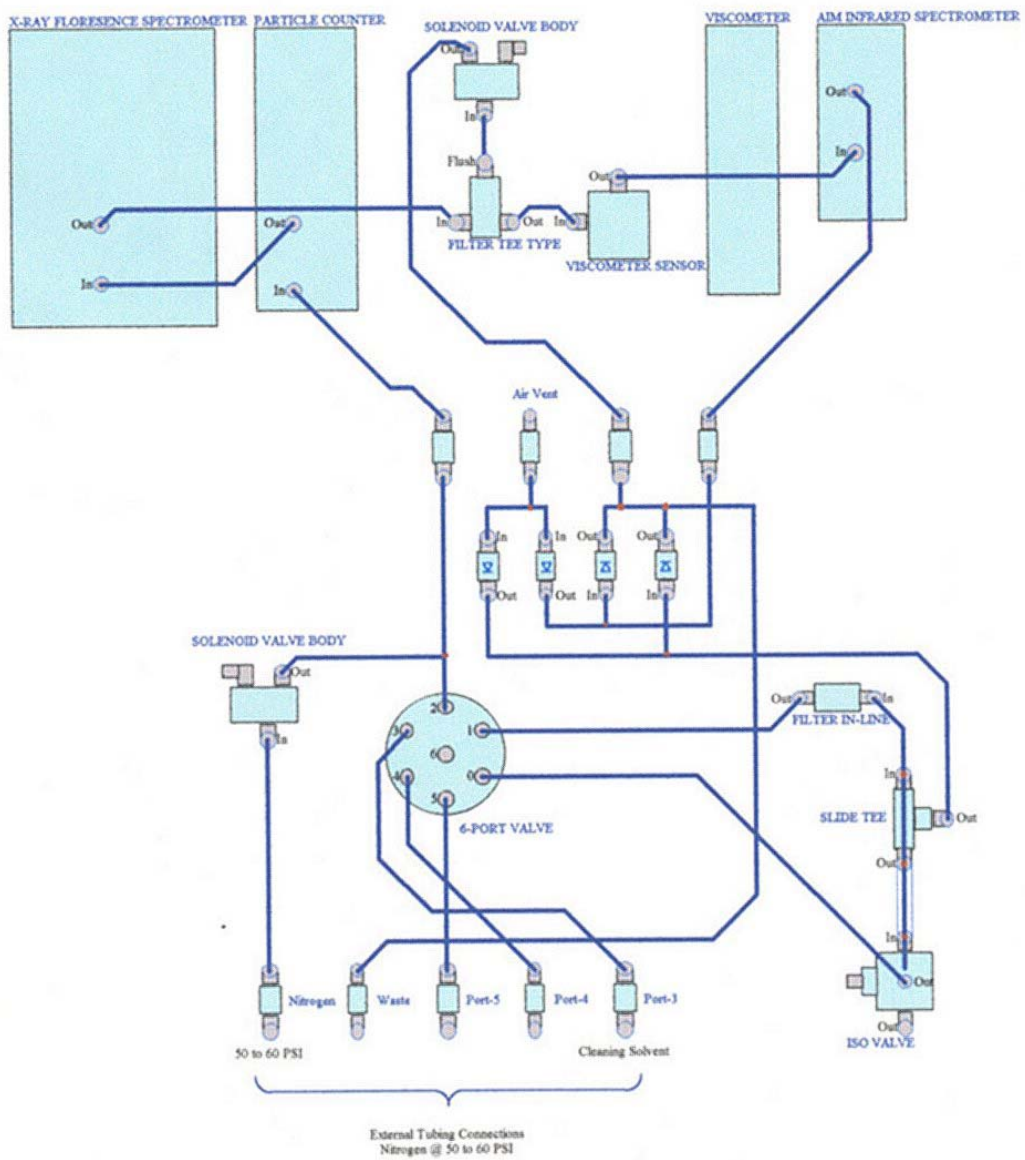 X-RAY FLORESENCE SPECTROMETER
PARTICLE COUNTER
SOLENOID VALVE BODY
VISCOMETER
AIM INFRARED SPECTROMETER
Out
In
Flush
Out
In
Out
In
In
Out
FILTER TEE TYPE
In
Out
VISCOMETER SENSOR
Out
In
Out
In
Air Vent
In
In
Out
Out
Out
Out
In
In
SOLENOID VALVE BODY
Out
In
2
3
1
6
4
0
5
6-PORT VALVE
Out
In
FILTER IN-LINE
In
SLIDE TEE
Out
Out
In
Out
Out
ISO VALVE
Nitrogen
Waste
Port-5
Port-4
Port-3
50 to 60 PSI
Cleaning Solvent
External Tubing Connections
Nitrogen @ 50 to 60 PSI